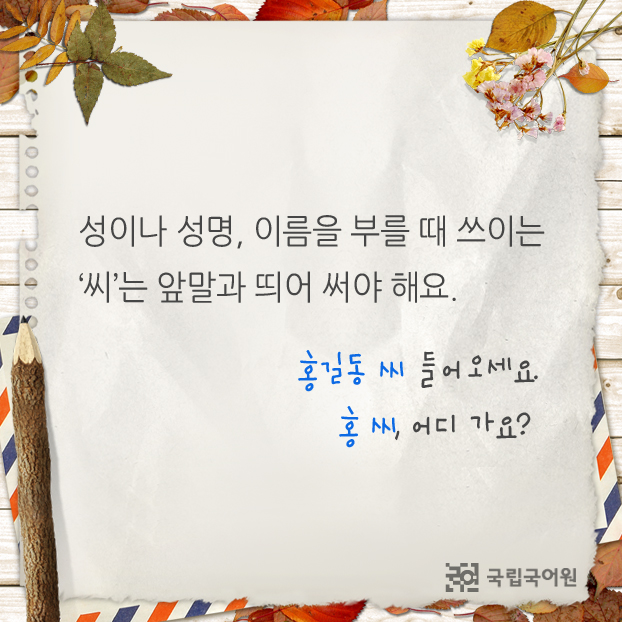 성이나 성명, 이름을 부를 때 쓰이는
‘씨’는 앞말과 띄어 써야 해요.
홍길동 씨 들어오세요.
홍 씨, 어디 가요?
국립국어원